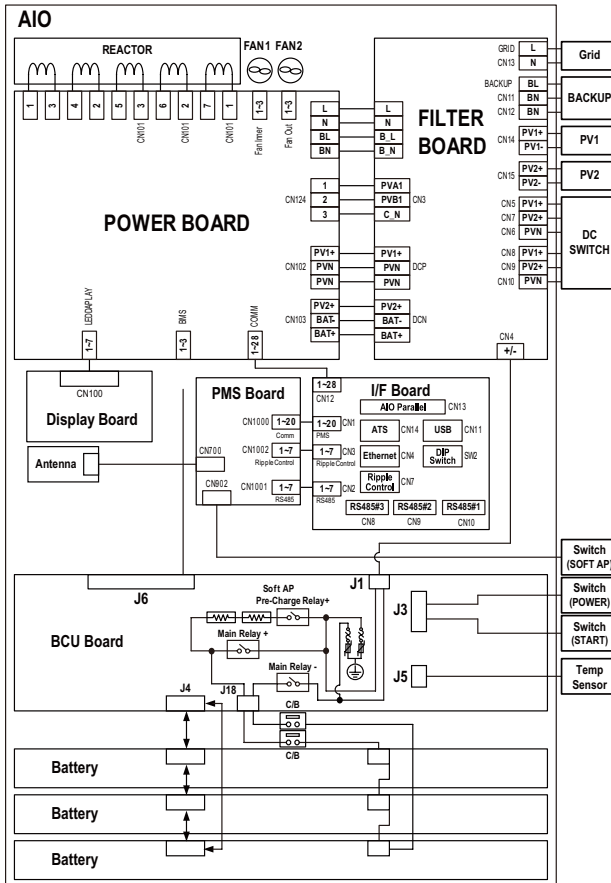 AIO
REACTOR
FAN1 FAN2
1 3 4 2 5 3 6 2 7 1 1~3 1~3
CN101 CN101 CN101
Fan Inner
Fan Out
POWER BOARD
L
N
BL
BN
CN124
1
2
3
CN102
PV1+
PVN
PVN
CN103
PV2+
BAT-
BAT+
LEDDAPLAY
BMS
COMM
1~7
1~3
1~28
FILTER
BOARD
L
N
B_L
B_N
PVA1
PVB1
C_N
CN3
PV1+
PVN
PVN
DCP
PV2+
BAT-
BAT+
DCN
GRID L
CN13 N
BACKUP BL
CN11 BN
CN12 BN
CN14
PV1+
PV1-
CN15
PV2+
PV2-
CN5 PV1+
CN7 PV2+
CN6 PVN
CN8 PV1+
CN9 PV2+
CN10 PVN
CN4
+/-
Grid
BACKUP
PV1
PV2
DC
SWITCH
CN100
Display Board
Antenna
PMS Board
CN1000 1~20
Comm
CN1002 1~7
Ripple Control
CN700
CN1001 1~7
RS485
CN902
1~28
CN12
I/F Board
AIO Parallel CN13
1~20 CN1
PMS
ATS CN14
USB CN11
1~7 CN3
Ripple Control
Ethernet CN4
DIP
Switch
SW2
Ripple
Control
CN7
1~7 CN2
RS485
RS485#3 RS485#2 RS485#1
CN8 CN9 CN10
Switch
(SOFT AP)
Switch
(POWER)
Switch
(START)
Temp
Sensor
BCU Board
J6
J1
J3
J5
Soft AP
Pre-Charge Relay+
Main Relay +
Main Relay -
J4
J18
C/B
C/B
Battery
Battery
Battery